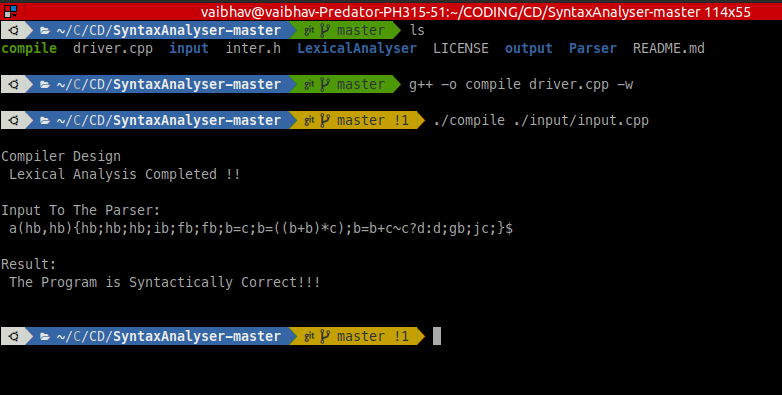 vaibhav@vaibhav-Predator-PH315-51:~/CODING/CD/SyntaxAnalyser-master 114x55
~/C/CD/SyntaxAnalyser-master git master ls
compile driver.cpp input inter.h LexicalAnalyser LICENSE output Parser README.md
~/C/CD/SyntaxAnalyser-master git master g++ -o compile driver.cpp -w
~/C/CD/SyntaxAnalyser-master git master !1 ./compile ./input/input.cpp
Compiler Design
Lexical Analysis Completed !!
Input To The Parser:
a(hb,hb){hb;hb;hb;ib;fb;fb;b=c;b=((b+b)*c);b=b+c~c?d:d;gb;jc;}$
Result:
The Program is Syntactically Correct!!!
~/C/CD/SyntaxAnalyser-master git master !1